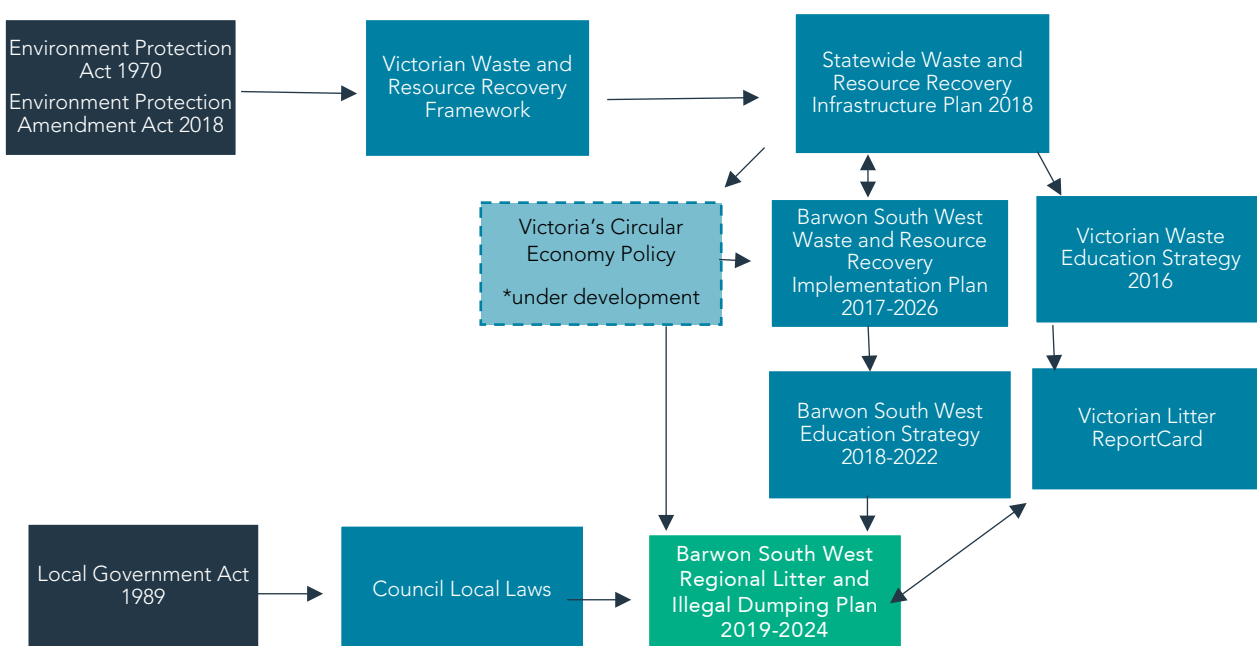 Environment Protection
Act 1970
Environment Protection
Amendment Act 2018
Victorian Waste and
Resource Recovery
Framework
Statewide Waste and
Resource Recovery
Infrastructure Plan 2018
Victoria’s Circular
Economy Policy
*under development
Barwon South West
Waste and Resource
Recovery
Implementation Plan
2017-2026
Victorian Waste
Education Strategy
2016
Barwon South West
Education Strategy
2018-2022
Victorian Litter
ReportCard
Local Government Act
1989
Council Local Laws
Barwon South West
Regional Litter and
Illegal Dumping Plan
2019-2024